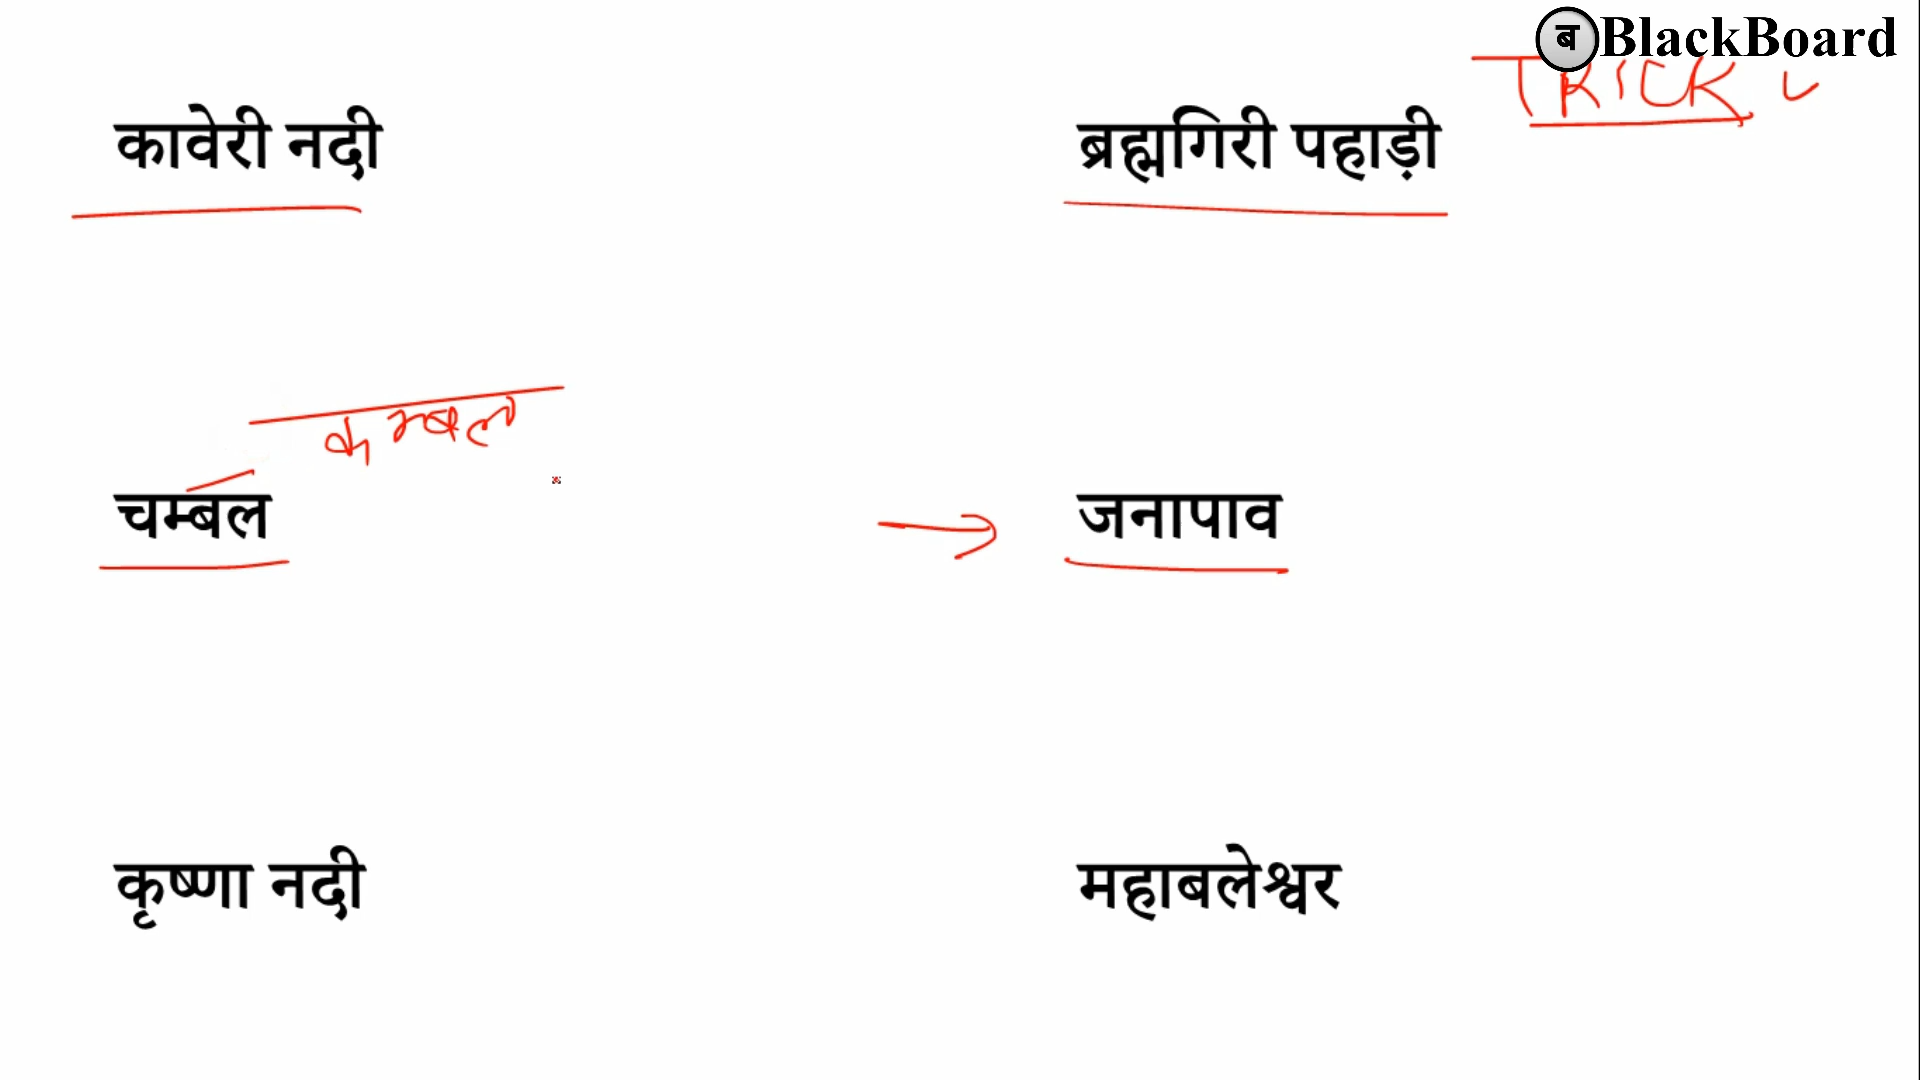 ब BlackBoard
TRICK
कावेरी नदी
ब्रह्मगिरी पहाड़ी
कम्बल
चम्बल
जनापाव
कृष्णा नदी
महाबलेश्वर